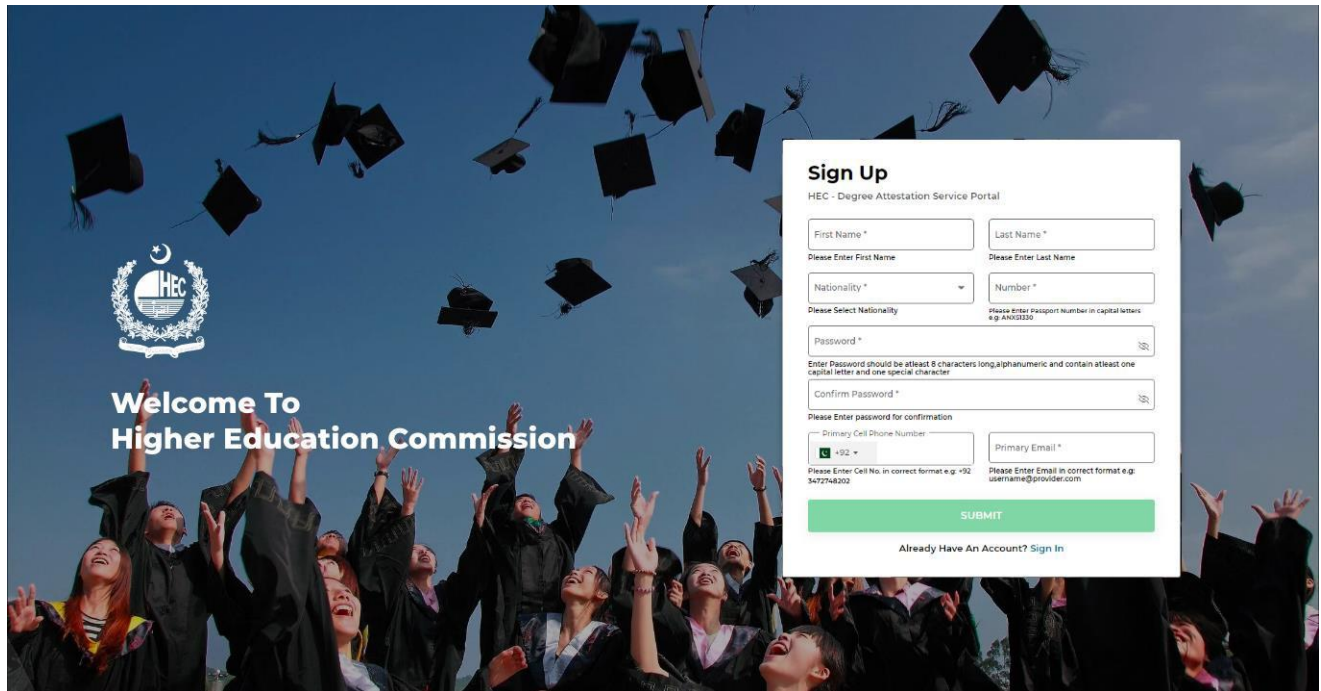 HEC
Welcome To
Higher Education Commission
Sign Up
HEC - Degree Attestation Service Portal
First Name *
Last Name *
Please Enter First Name
Please Enter Last Name
Nationality *
Number *
Please Select Nationality
Please Enter Passport Number in capital letters
e.g: ANXS1330
Password *
Enter Password should be atleast 8 characters long,alphanumeric and contain atleast one
capital letter and one special character
Confirm Password *
Please Enter password for confirmation
Primary Cell Phone Number
+92
Primary Email *
Please Enter Cell No. in correct format e.g: +92
3472748202
Please Enter Email in correct format e.g:
username@provider.com
SUBMIT
Already Have An Account? Sign In